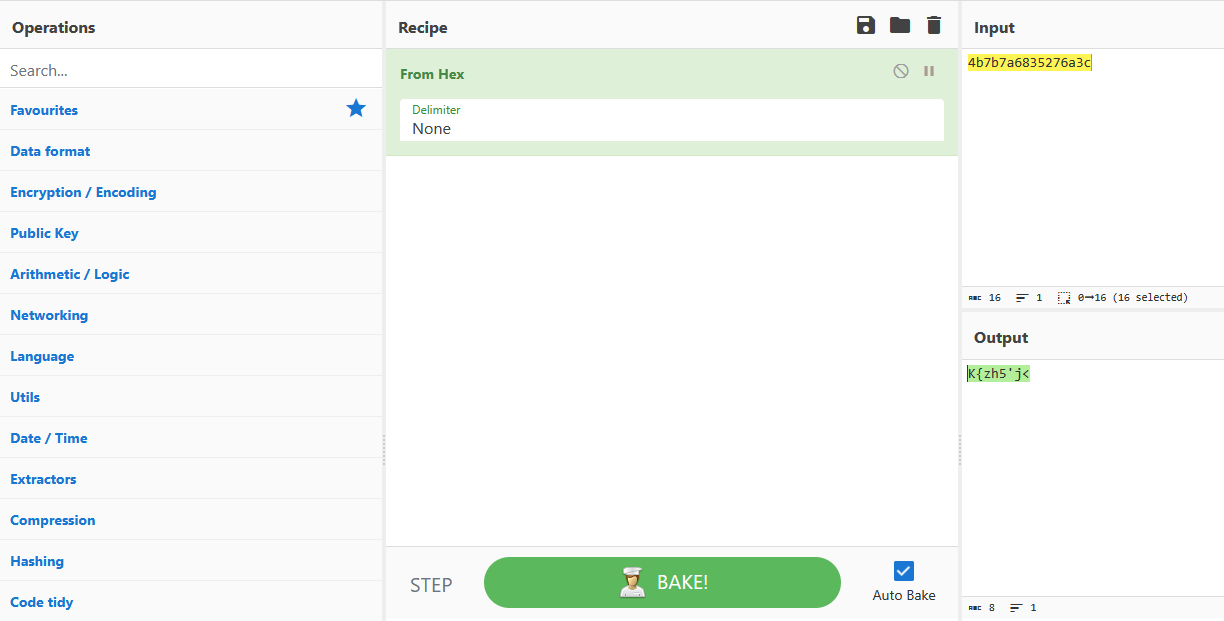 Operations
Search...
Favourites
Data format
Encryption / Encoding
Public Key
Arithmetic / Logic
Networking
Language
Utils
Date / Time
Extractors
Compression
Hashing
Code tidy
Recipe
From Hex
Delimiter
None
STEP
BAKE!
Auto Bake
Input
4b7b7a6835276a3c
ABC 16 1 0→16 (16 selected)
Output
K{zh5'j<
ABC 8 1